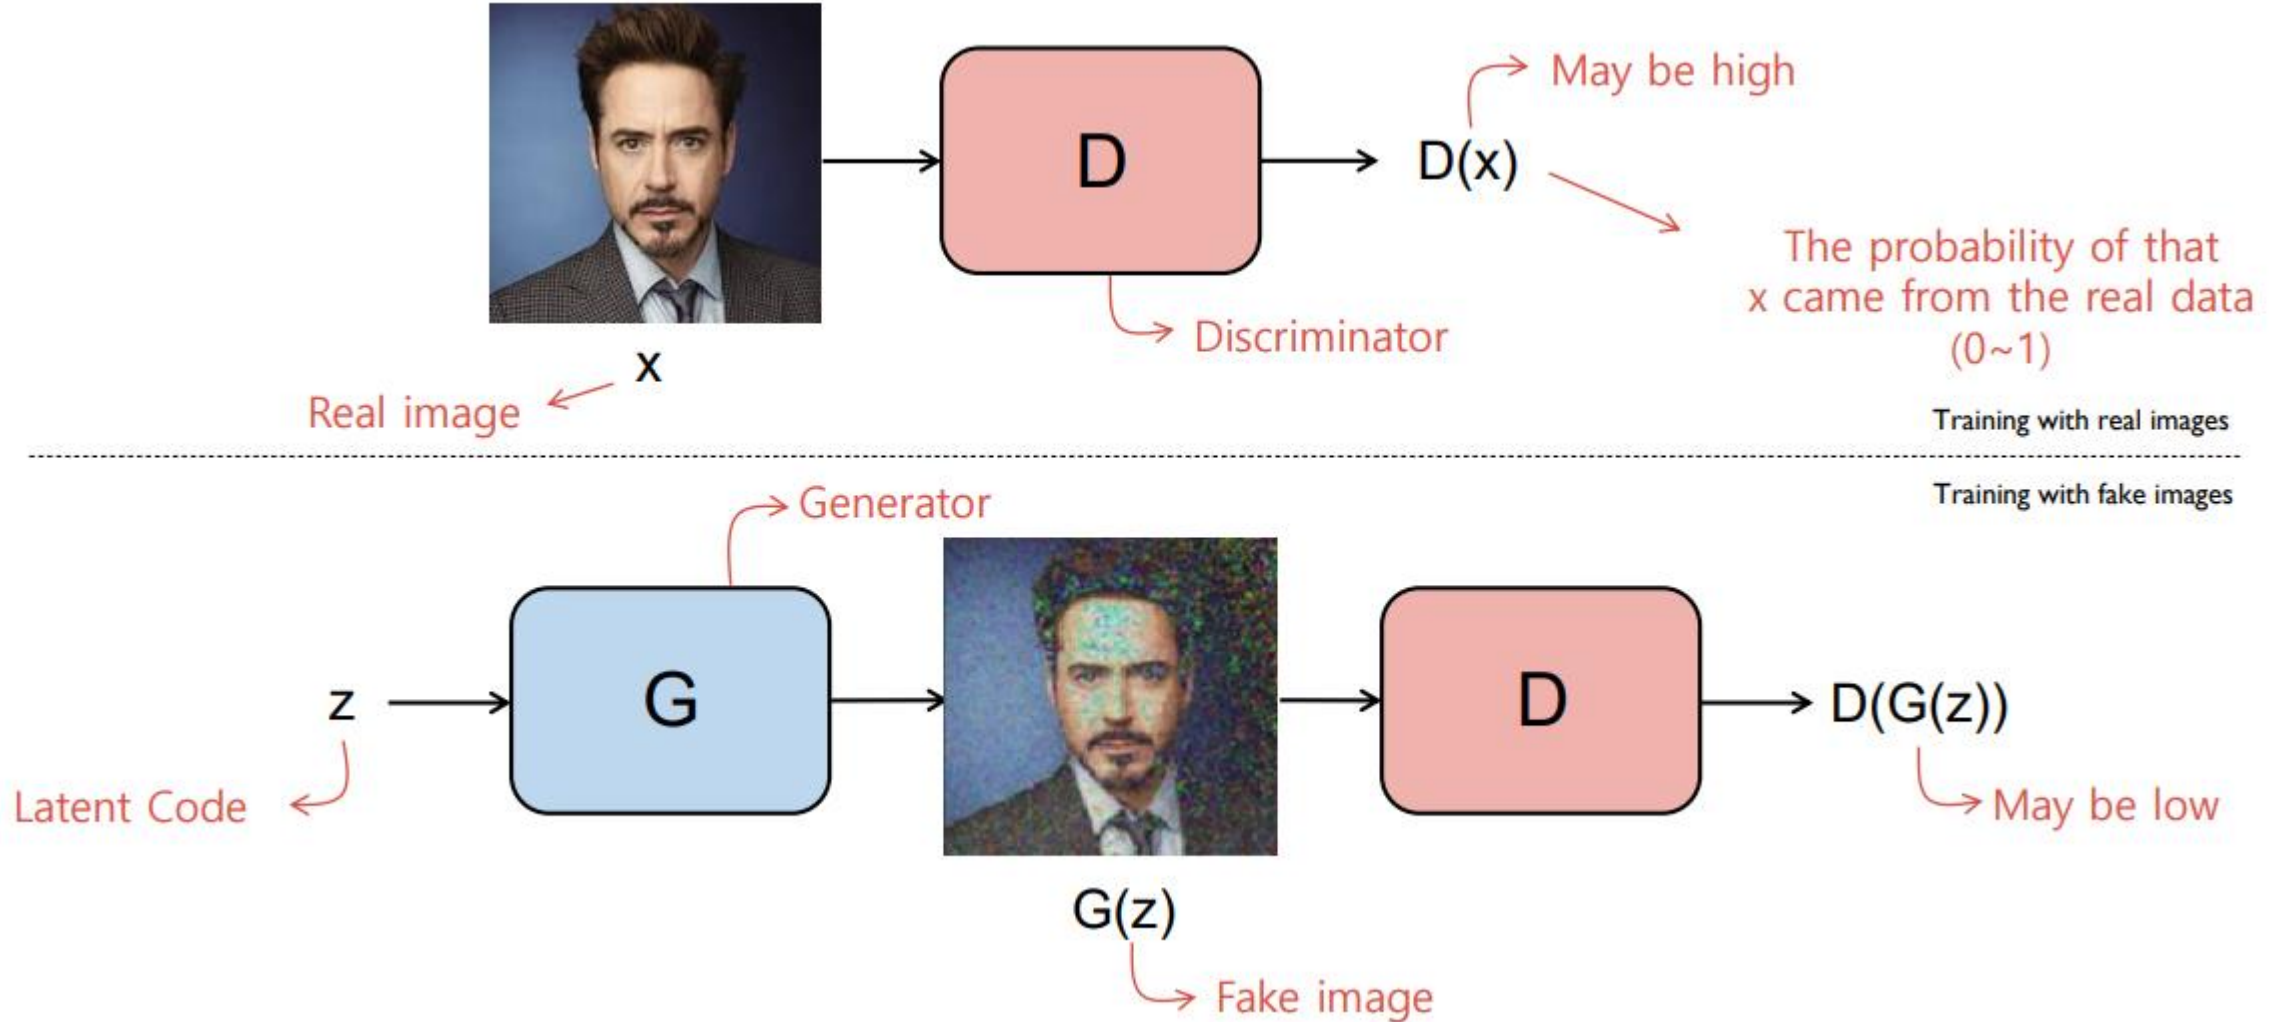 May be high
D
D(x)
The probability of that
x came from the real data
(0~1)
Discriminator
x
Real image
Training with real images
Training with fake images
Generator
z
G
D
D(G(z))
Latent Code
May be low
G(z)
Fake image